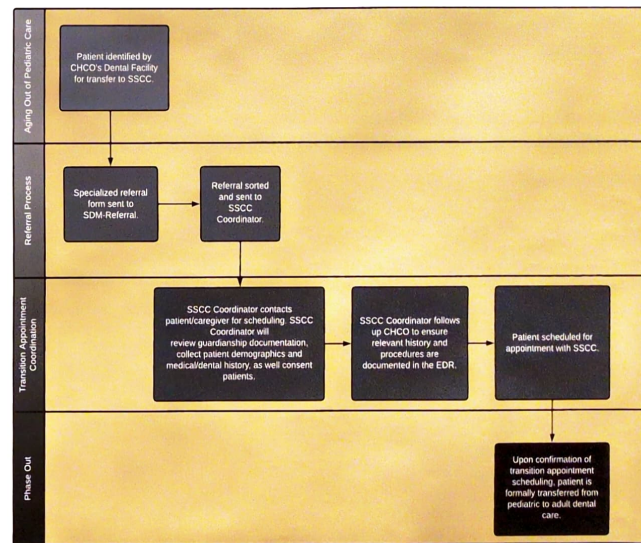 Aging Out of Pediatric Care
Patient identified by
CHCO's Dental Facility
for transfer to SSCC.
Referral Process
Specialized referral
form sent to
SDM-Referral.
Referral sorted
and sent to
SSCC
Coordinator.
Transition Appointment
Coordination
SSCC Coordinator contacts
patient/caregiver for scheduling. SSCC
Coordinator will
review guardianship documentation,
collect patient demographics and
medical/dental history, as well consent
patients.
SSCC Coordinator follows
up CHCO to ensure
relevant history and
procedures are
documented in the EDR.
Patient scheduled for
appointment with SSCC.
Phase Out
Upon confirmation of
transition appointment
scheduling, patient is
formally transferred from
pediatric to adult dental
care.